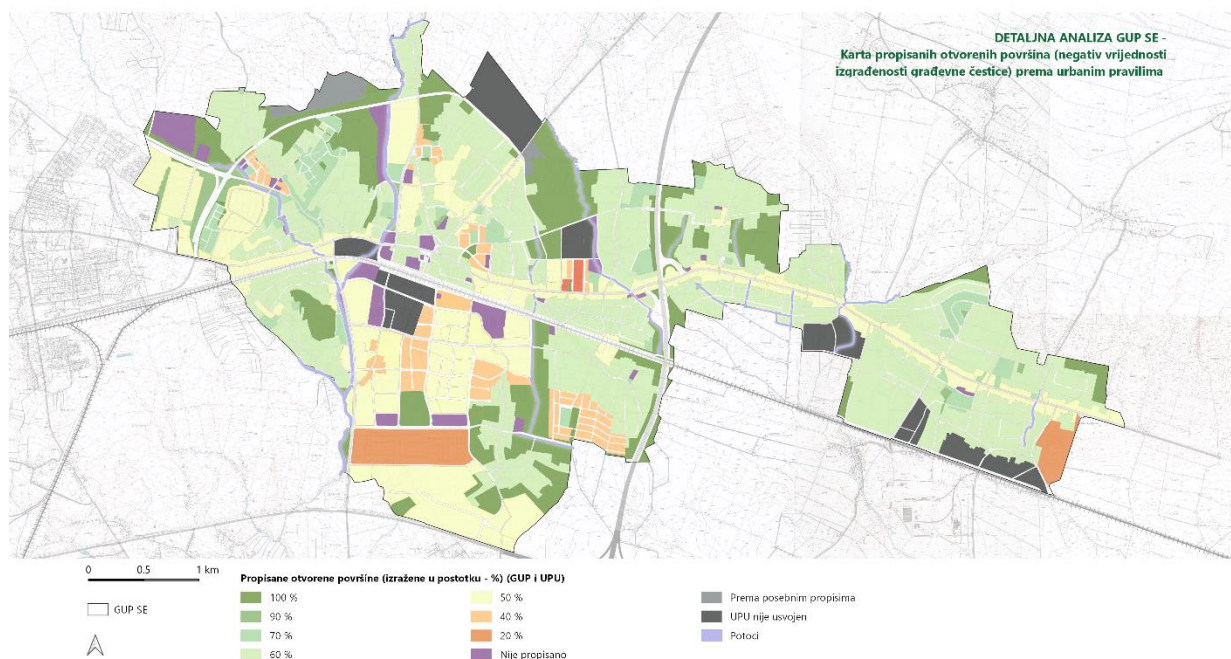 DETALJNA ANALIZA GUP SE -
Karta propisanih otvorenih površina (negativ vrijednosti
izgrađenosti građevne čestice) prema urbanim pravilima
0 0.5 1 km
GUP SE
Propisane otvorene površine (izražene u postotku - %) (GUP i UPU)
100 %
90 %
70 %
60 %
50 %
40 %
20 %
Nije propisano
Prema posebnim propisima
UPU nije usvojen
Potoci